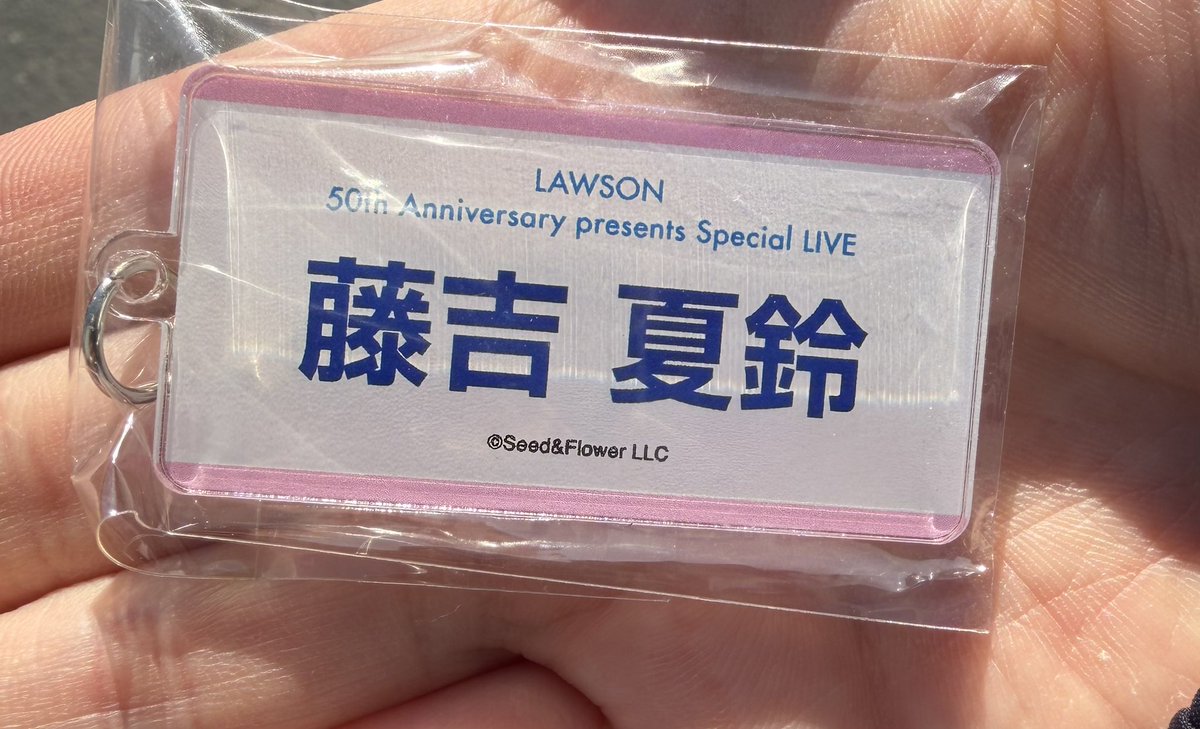 LAWSON
50th Anniversary presents Special LIVE
藤吉 夏鈴
©Seed&Flower LLC